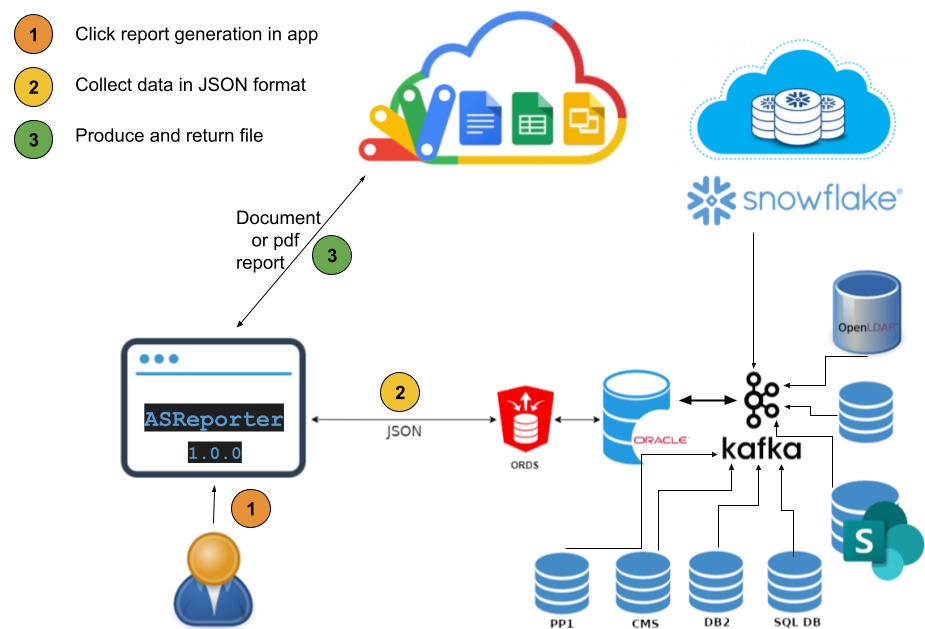 1 Click report generation in app
2 Collect data in JSON format
3 Produce and return file
snowflake®
Document
or pdf
report
3
OpenLDAP
ASReporter
1.0.0
2
JSON
ORDS
ORACLE
kafka
1
S
PP1
CMS
DB2
SQL DB